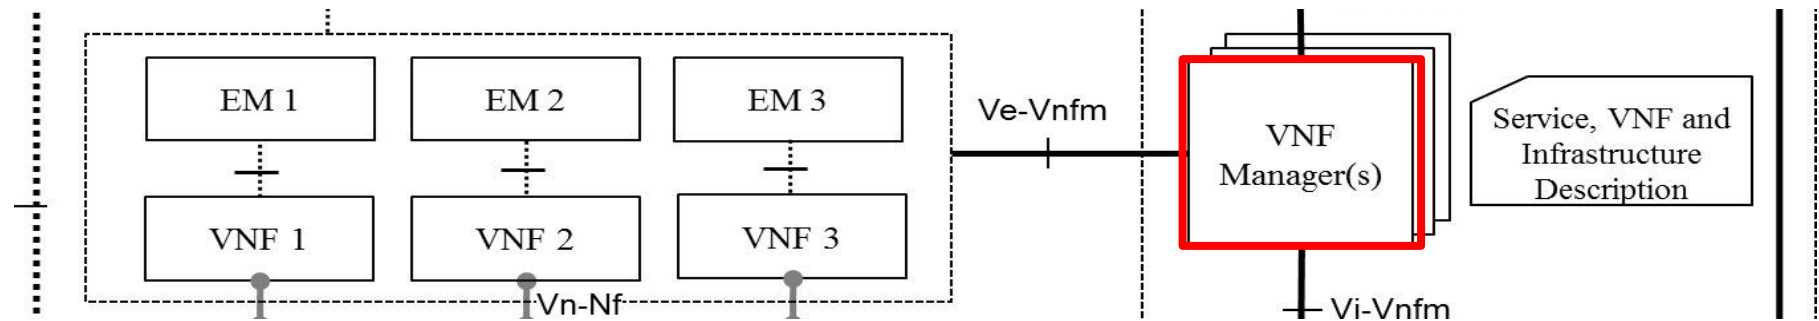 EM 1
EM 2
EM 3
Ve-Vnfm
VNF
Manager(s)
Service, VNF and
Infrastructure
Description
VNF 1
VNF 2
VNF 3
Vn-Nf
Vi-Vnfm